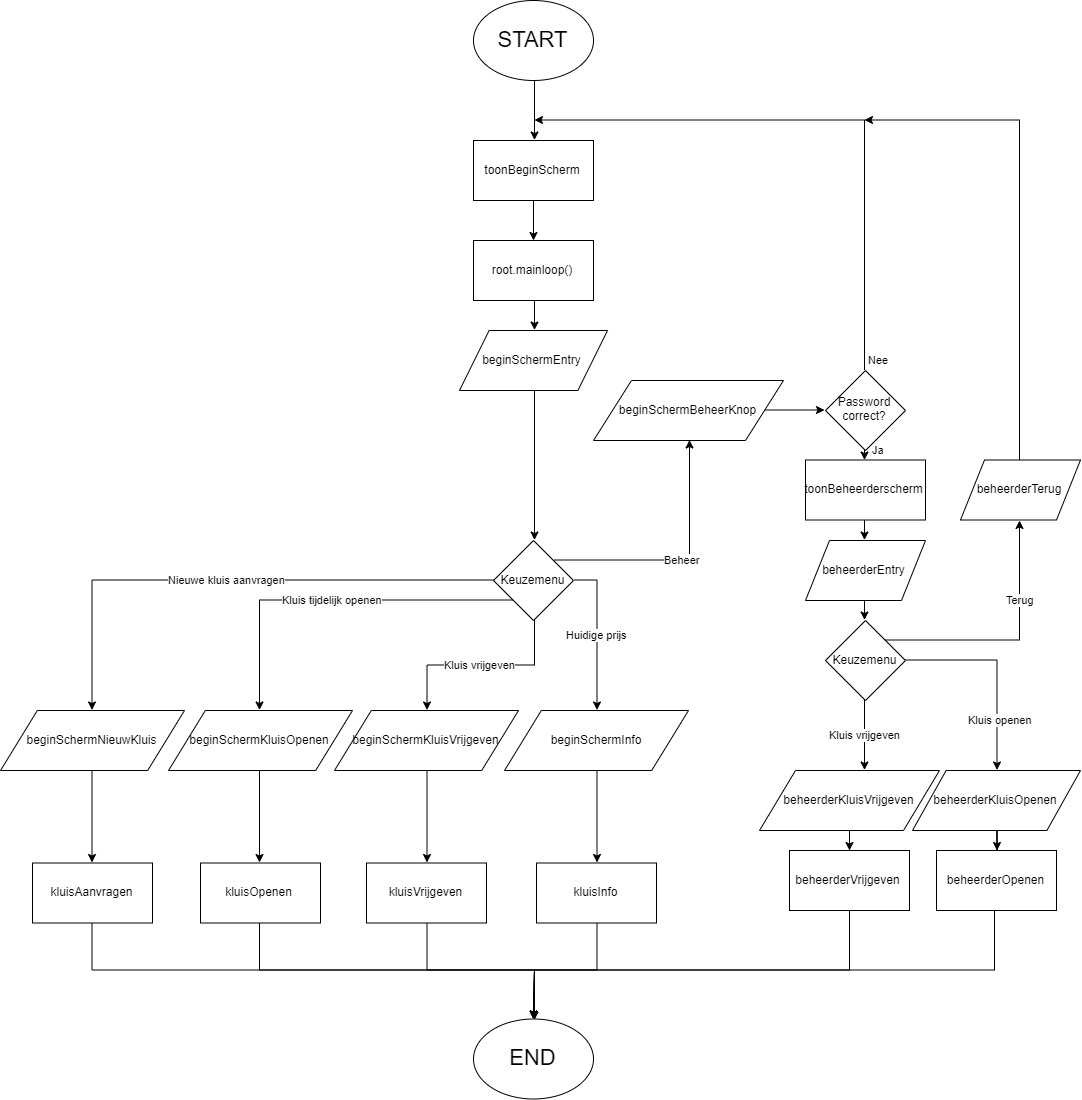 START
toonBeginScherm
root.mainloop()
beginSchermEntry
Nee
beginSchermBeheerKnop
Password
correct?
Ja
toonBeheerderscherm
beheerderTerug
Beheer
beheerderEntry
Nieuwe kluis aanvragen
Keuzemenu
Kluis tijdelijk openen
Terug
Huidige prijs
Kluis vrijgeven
Keuzemenu
Kluis openen
Kluis vrijgeven
beginSchermNieuwKluis
beginSchermKluisOpenen
beginSchermKluisVrijgeven
beginSchermInfo
beheerderKluisVrijgeven
beheerderKluisOpenen
kluisAanvragen
kluisOpenen
kluisVrijgeven
kluisInfo
beheerderVrijgeven
beheerderOpenen
END